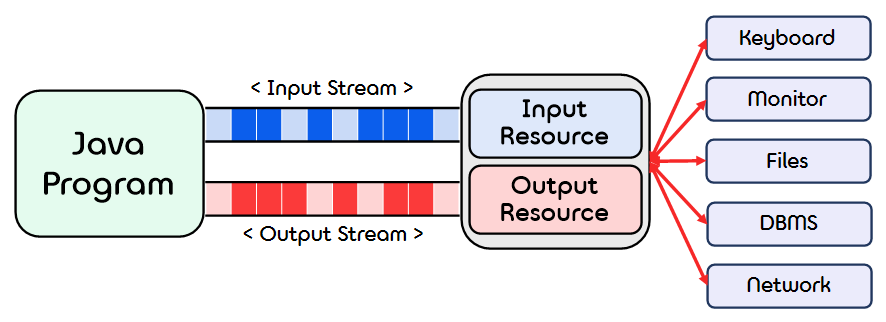 Keyboard
< Input Stream >
Monitor
Java
Program
Input
Resource
Files
Output
Resource
DBMS
< Output Stream >
Network